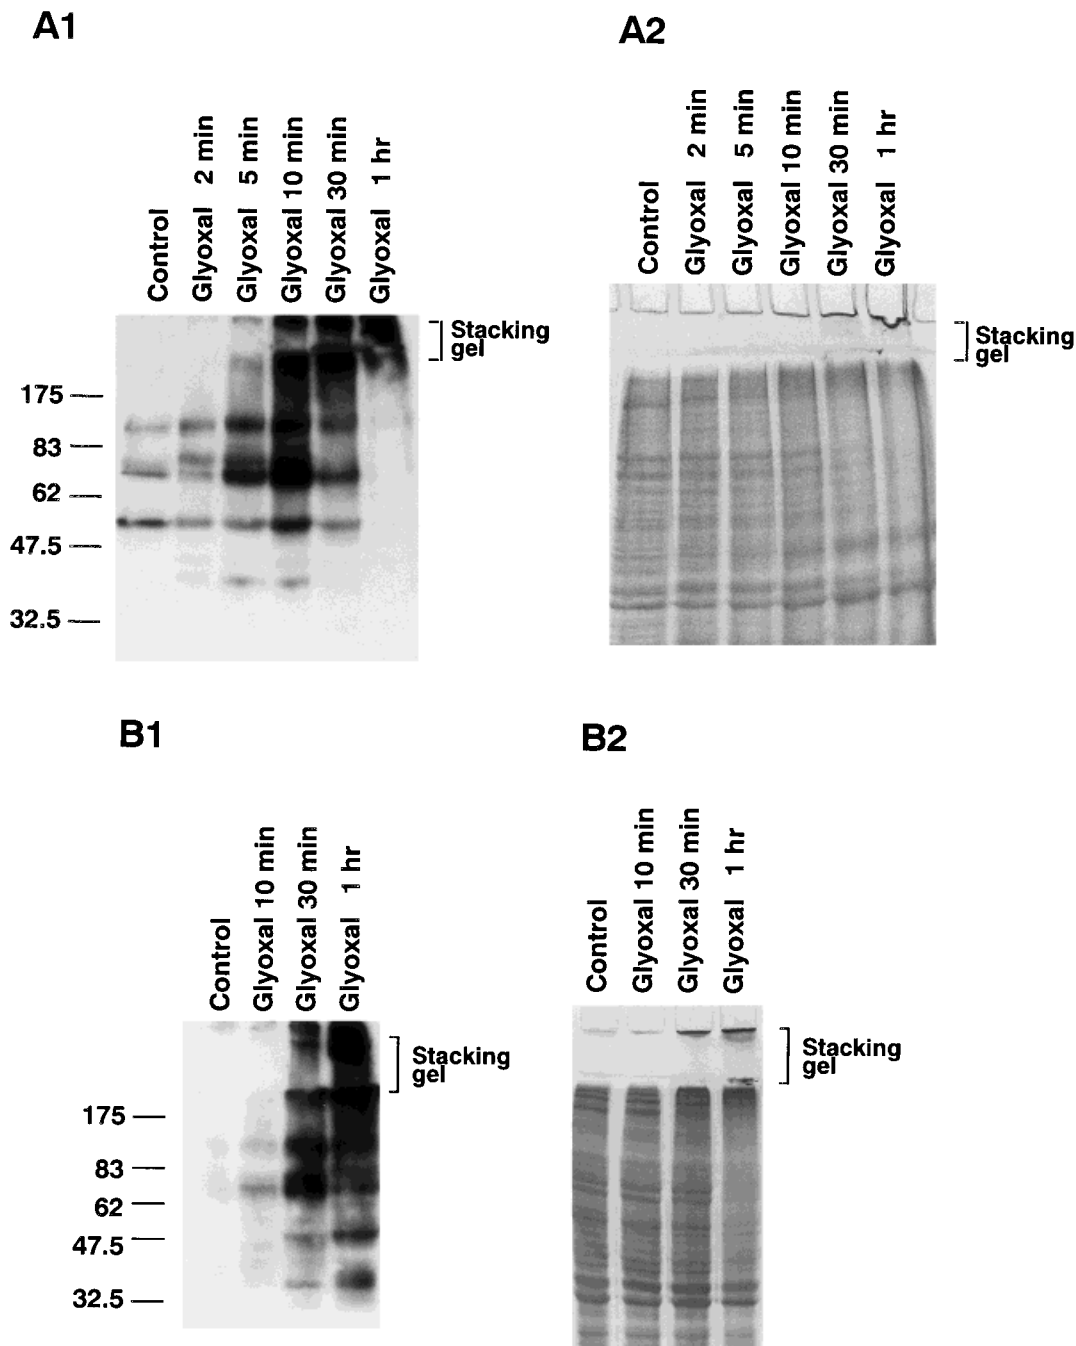 A1
Control
Glyoxal 2 min
Glyoxal 5 min
Glyoxal 10 min
Glyoxal 30 min
Glyoxal 1 hr
Stacking
gel
175
83
62
47.5
32.5
A2
Control
Glyoxal 2 min
Glyoxal 5 min
Glyoxal 10 min
Glyoxal 30 min
Glyoxal 1 hr
Stacking
gel
B1
Control
Glyoxal 10 min
Glyoxal 30 min
Glyoxal 1 hr
Stacking
gel
175
83
62
47.5
32.5
B2
Control
Glyoxal 10 min
Glyoxal 30 min
Glyoxal 1 hr
Stacking
gel